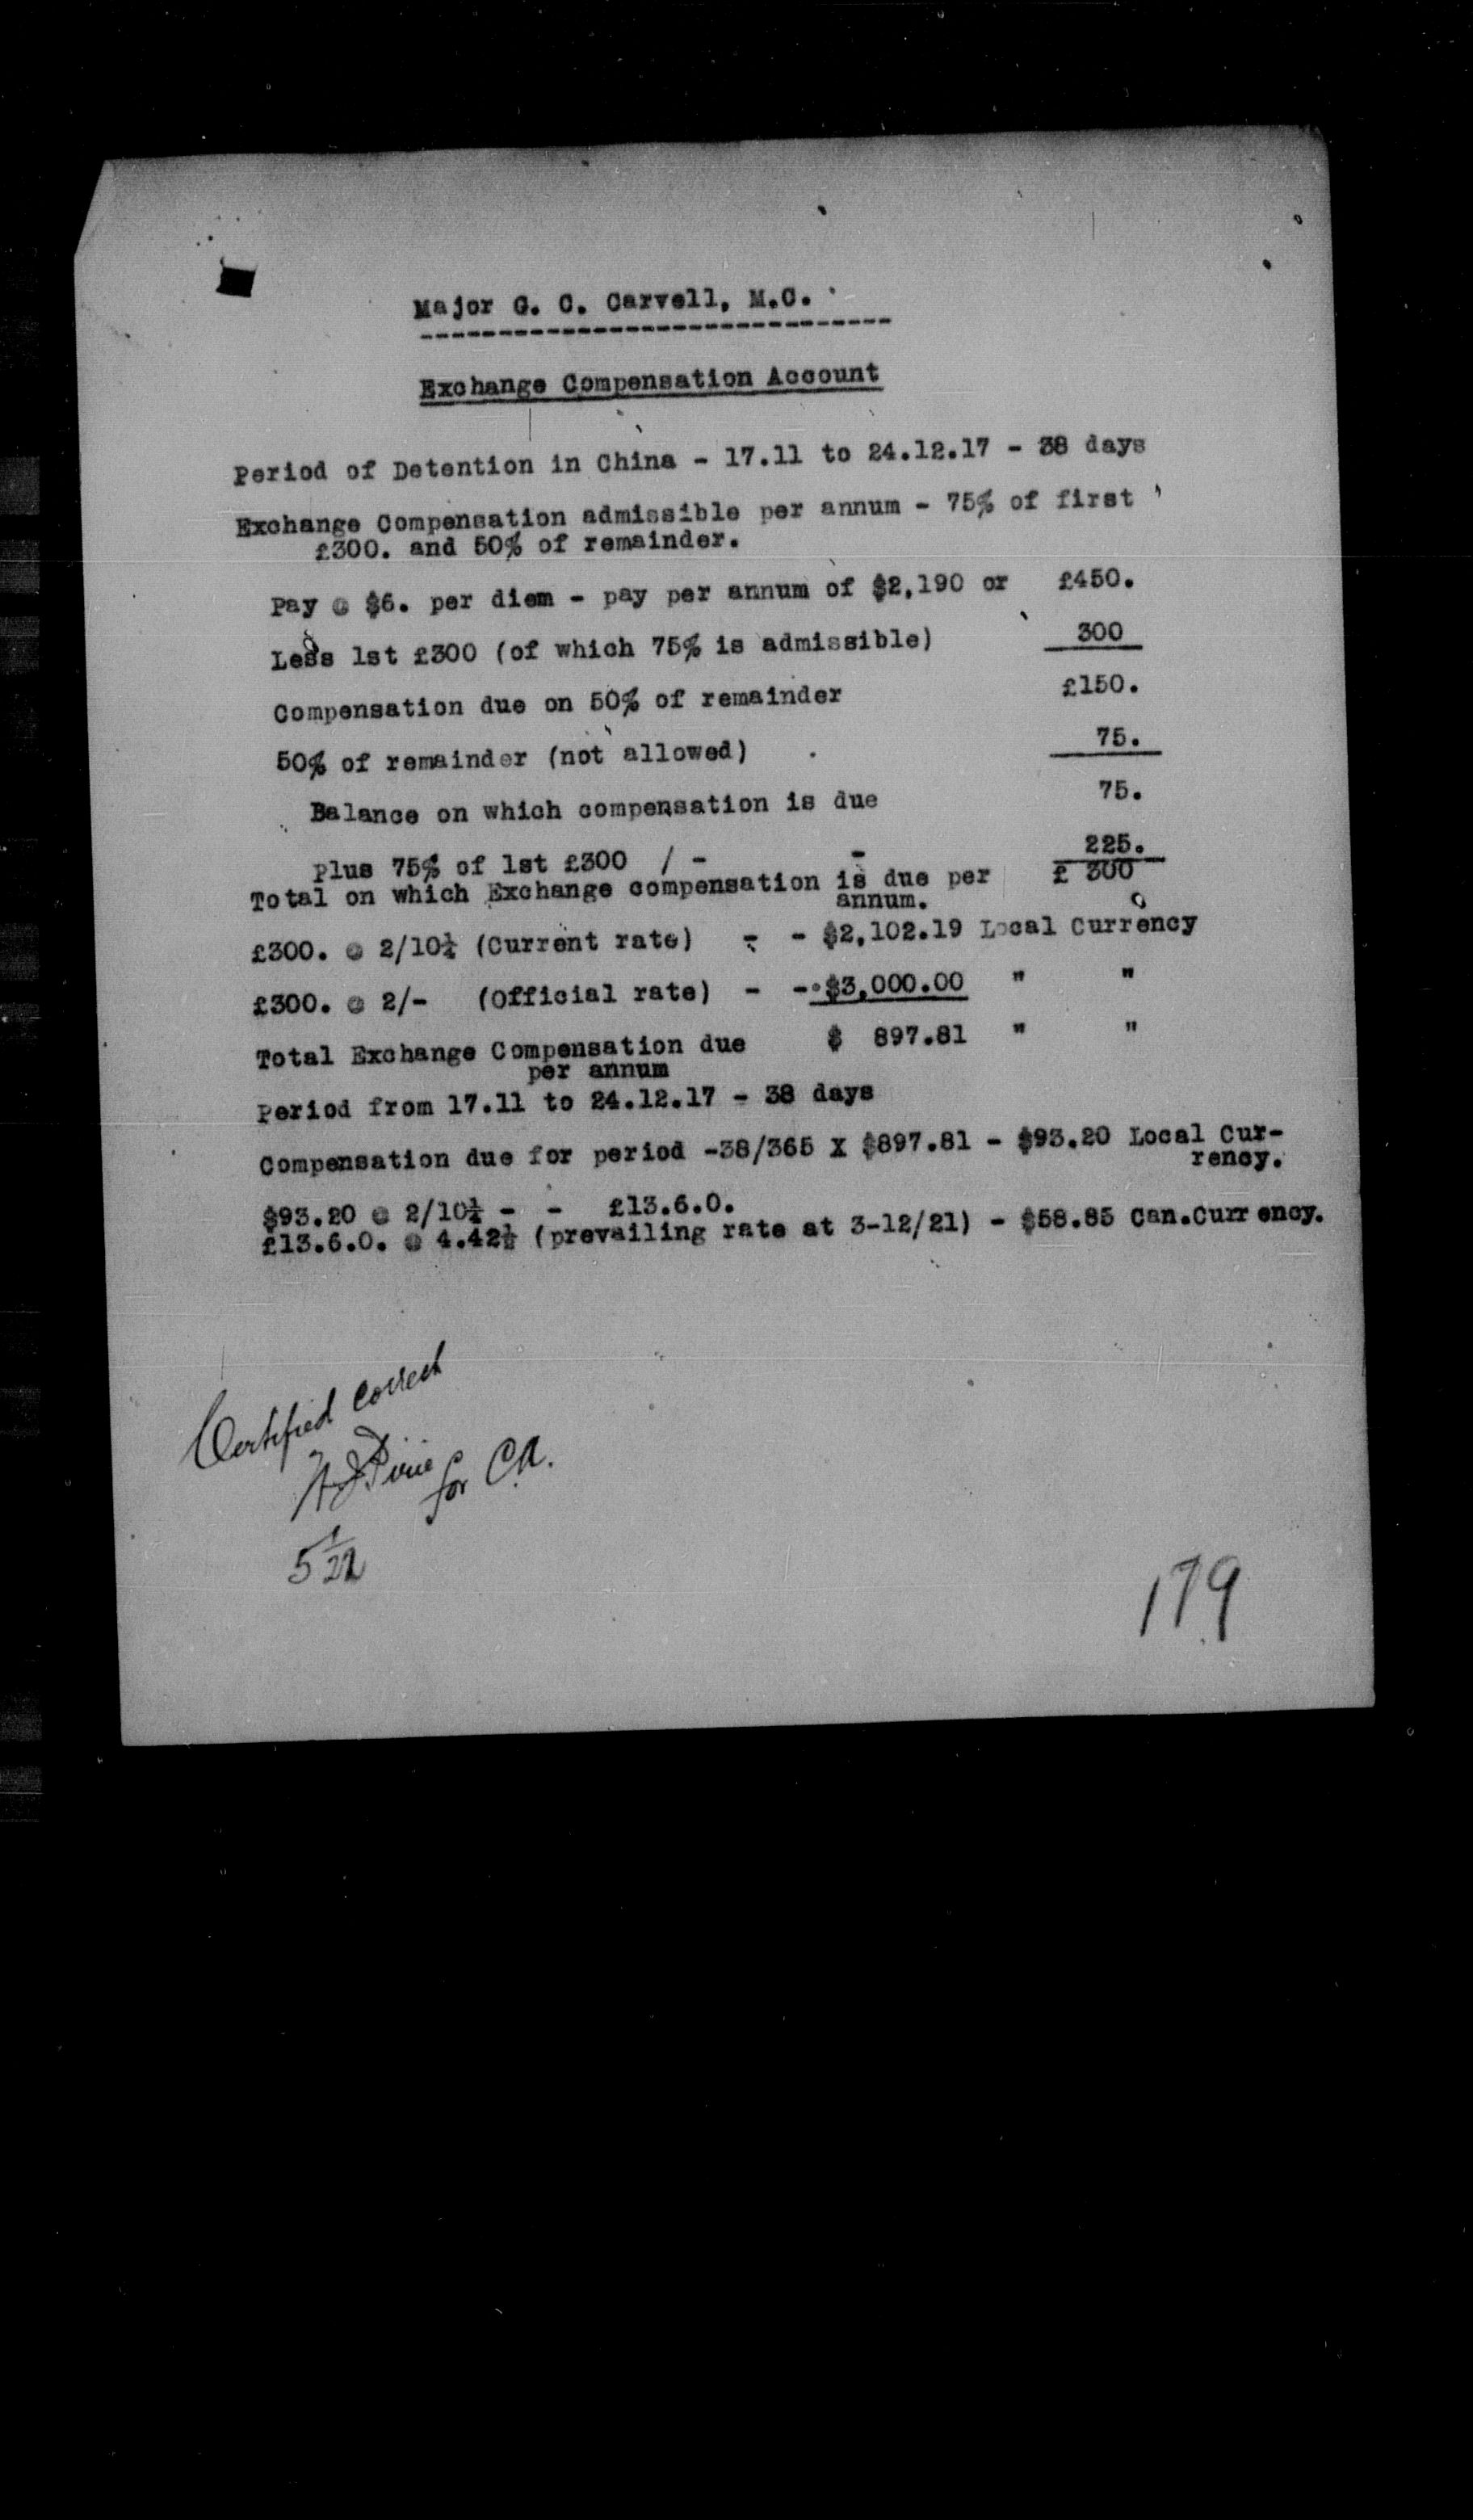 Major G. C. Carvell, M.C.
Exchange Compensation Account
Period of Detention in China - 17.11 to 24.12.17 - 38 days
Exchange Compensation admissible per annum - 75% of first
£300. and 50% of remainder.
Pay @ $6. per diem - pay per annum of $2,190 or £450.
Less 1st £300 (of which 75% is admissible) 300
Compensation due on 50% of remainder £150.
50% of remainder (not allowed) 75.
Balance on which compensation is due 75.
Plus 75% of 1st £300 / - - 225.
Total on which Exchange compensation is due per £ 300
annum.
£300. @ 2/10¼ (Current rate) - - $2,102.19 Local Currency
£300. @ 2/- (Official rate) - - $3,000.00 " "
Total Exchange Compensation due $ 897.81 " "
per annum
Period from 17.11 to 24.12.17 - 38 days
Compensation due for period -38/365 X $897.81 - $93.20 Local Cur-
rency.
$93.20 @ 2/10¼ - - £13.6.0.
£13.6.0. @ 4.42½ (prevailing rate at 3-12/21) - $58.85 Can.Curr ency.
Certified Correct
for C.A.
5 1/22
179